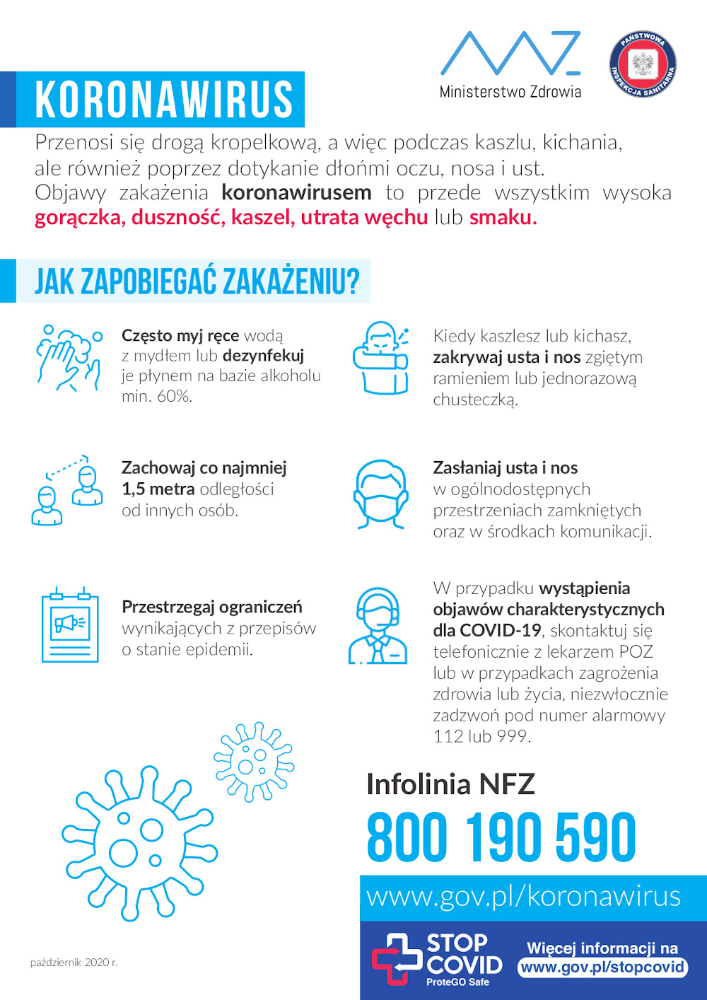 Ministerstwo Zdrowia
PAŃSTWOWA
INSPEKCJA SANITARNA
KORONAWIRUS
Przenosi się drogą kropelkową, a więc podczas kaszlu, kichania,
ale również poprzez dotykanie dłońmi oczu, nosa i ust.
Objawy zakażenia koronawirusem to przede wszystkim wysoka
gorączka, duszność, kaszel, utrata węchu lub smaku.
JAK ZAPOBIEGAĆ ZAKAŻENIU?
Często myj ręce wodą
z mydłem lub dezynfekuj
je płynem na bazie alkoholu
min. 60%.
Kiedy kaszlesz lub kichasz,
zakrywaj usta i nos zgiętym
ramieniem lub jednorazową
chusteczką.
Zachowaj co najmniej
1,5 metra odległości
od innych osób.
Zasłaniaj usta i nos
w ogólnodostępnych
przestrzeniach zamkniętych
oraz w środkach komunikacji.
Przestrzegaj ograniczeń
wynikających z przepisów
o stanie epidemii.
W przypadku wystąpienia
objawów charakterystycznych
dla COVID-19, skontaktuj się
telefonicznie z lekarzem POZ
lub w przypadkach zagrożenia
zdrowia lub życia, niezwłocznie
zadzwoń pod numer alarmowy
112 lub 999.
Infolinia NFZ
800 190 590
www.gov.pl/koronawirus
STOP
COVID
ProteGO Safe
Więcej informacji na
www.gov.pl/stopcovid
październik 2020 r.